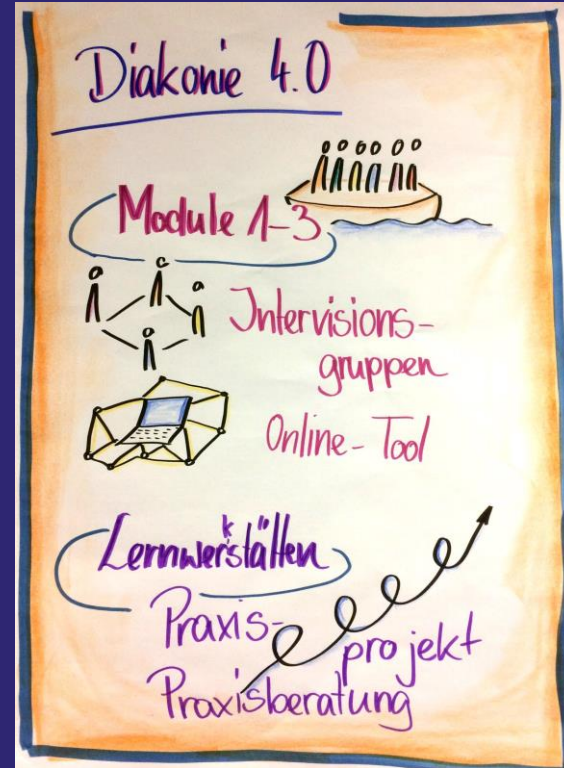 Diakonie 4.0
Module 1-3
Intervisions-
gruppen
Online-Tool
Lernwerkstätten
Praxis-
projekt
Praxisberatung